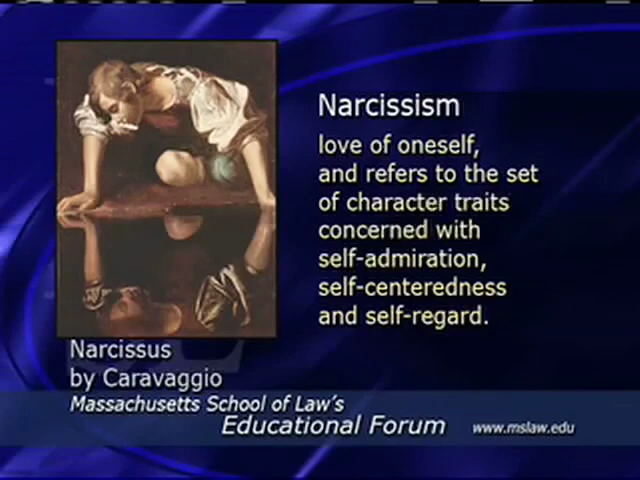 Narcissism
love of oneself,
and refers to the set
of character traits
concerned with
self-admiration,
self-centeredness
and self-regard.
Narcissus
by Caravaggio
Massachusetts School of Law's
Educational Forum www.mslaw.edu